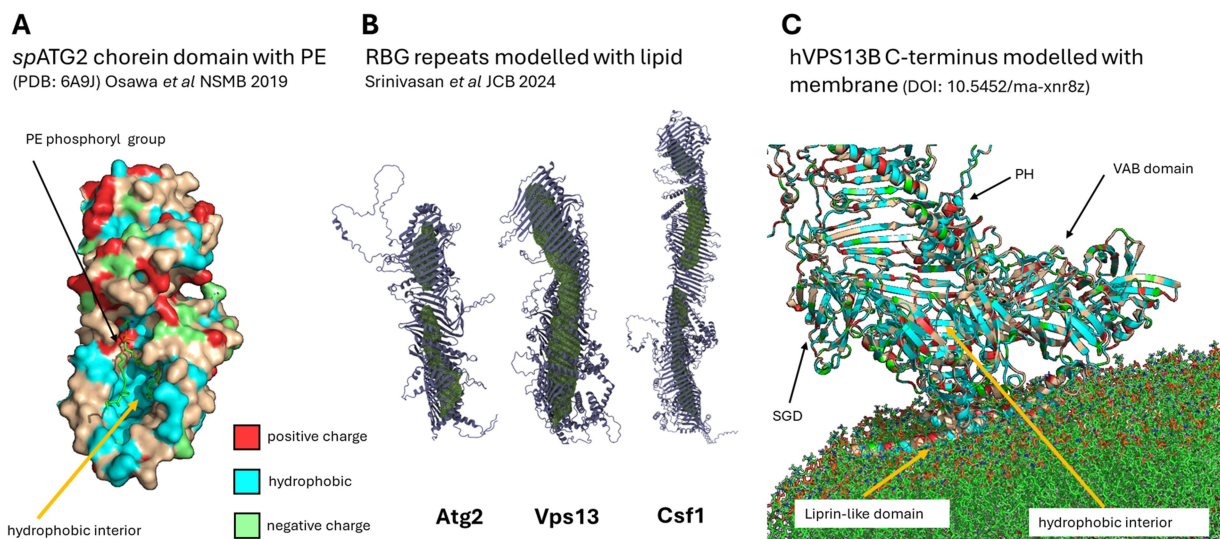 A
spATG2 chorein domain with PE
(PDB: 6A9J) Osawa et al NSMB 2019
PE phosphoryl group
hydrophobic interior
positive charge
hydrophobic
negative charge
B
RBG repeats modelled with lipid
Srinivasan et al JCB 2024
Atg2
Vps13
Csf1
C
hVPS13B C-terminus modelled with
membrane (DOI: 10.5452/ma-xnr8z)
PH
VAB domain
SGD
Liprin-like domain
hydrophobic interior